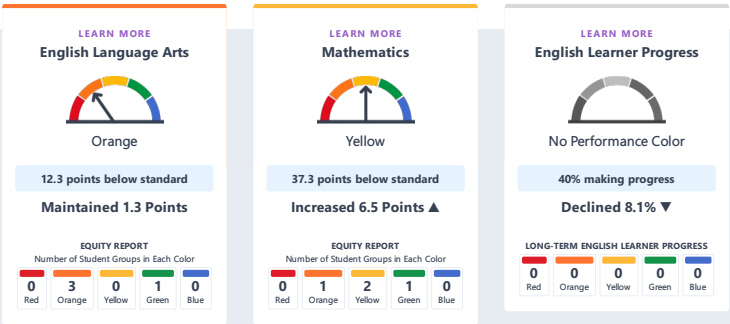 LEARN MORE
English Language Arts
Orange
12.3 points below standard
Maintained 1.3 Points
EQUITY REPORT
Number of Student Groups in Each Color
0 3 0 1 0
Red Orange Yellow Green Blue
LEARN MORE
Mathematics
Yellow
37.3 points below standard
Increased 6.5 Points ▲
EQUITY REPORT
Number of Student Groups in Each Color
0 1 2 1 0
Red Orange Yellow Green Blue
LEARN MORE
English Learner Progress
No Performance Color
40% making progress
Declined 8.1% ▼
LONG-TERM ENGLISH LEARNER PROGRESS
0 0 0 0 0
Red Orange Yellow Green Blue